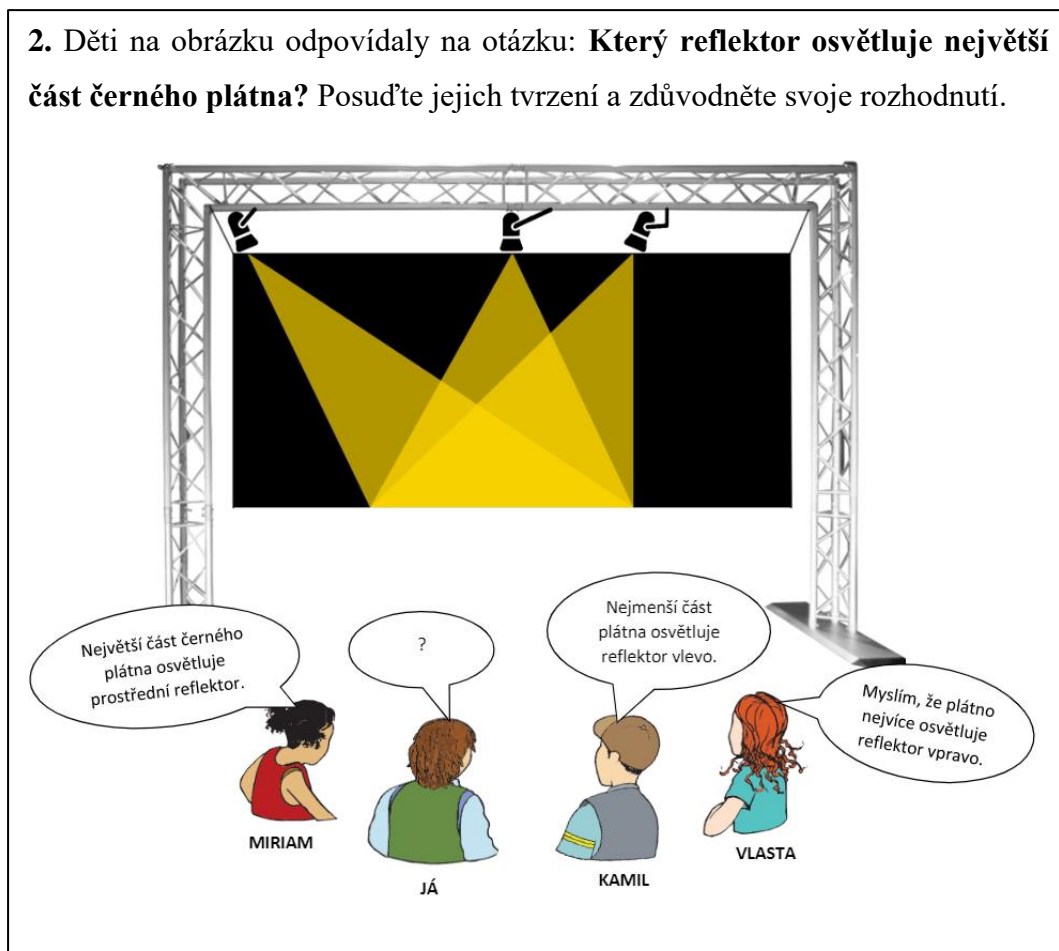 2. Děti na obrázku odpovídaly na otázku: Který reflektor osvětluje největší
část černého plátna? Posuďte jejich tvrzení a zdůvodněte svoje rozhodnutí.
Největší část černého
plátna osvětluje
prostřední reflektor.
?
Nejmenší část
plátna osvětluje
reflektor vlevo.
Myslím, že plátno
nejvíce osvětluje
reflektor vpravo.
MIRIAM
JÁ
KAMIL
VLASTA